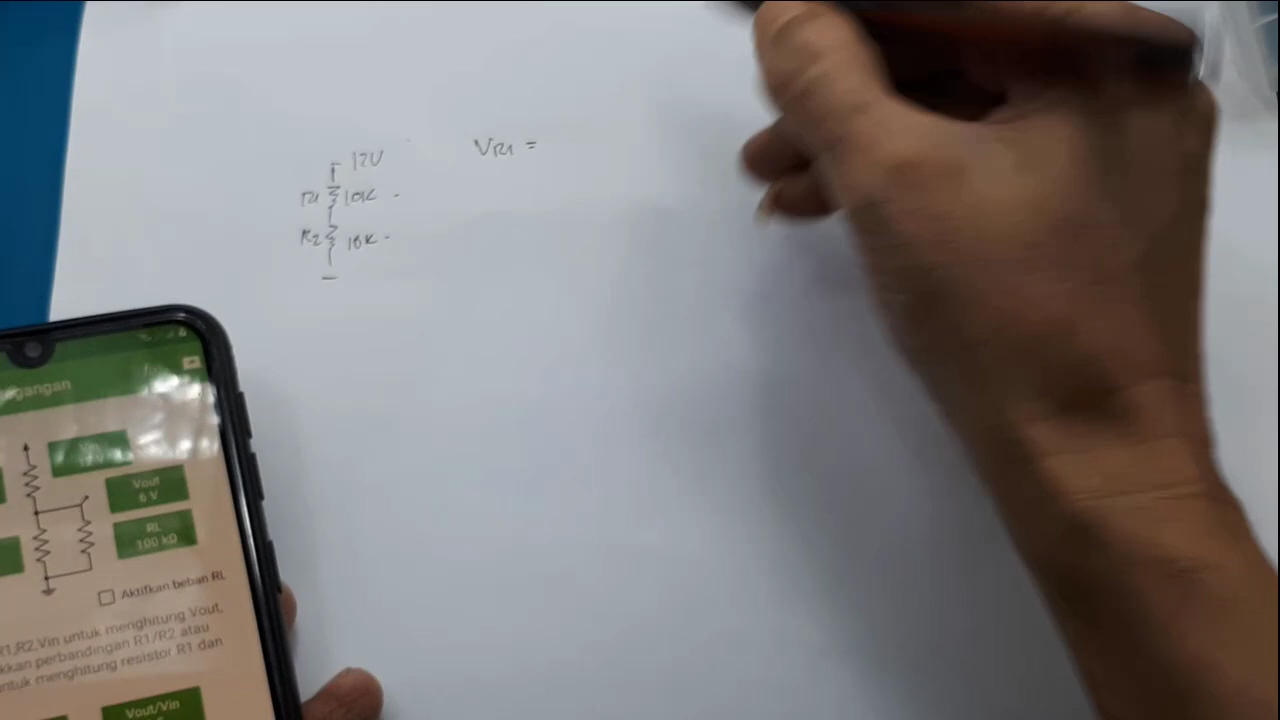 12V
VR1 =
R1 10K -
R2 10K -
gangan
Vout
6 V
RL
100 kΩ
Aktifkan beban RL
R1,R2,Vin untuk menghitung Vout,
kkan perbandingan R1/R2 atau
untuk menghitung resistor R1 dan
Vout/Vin